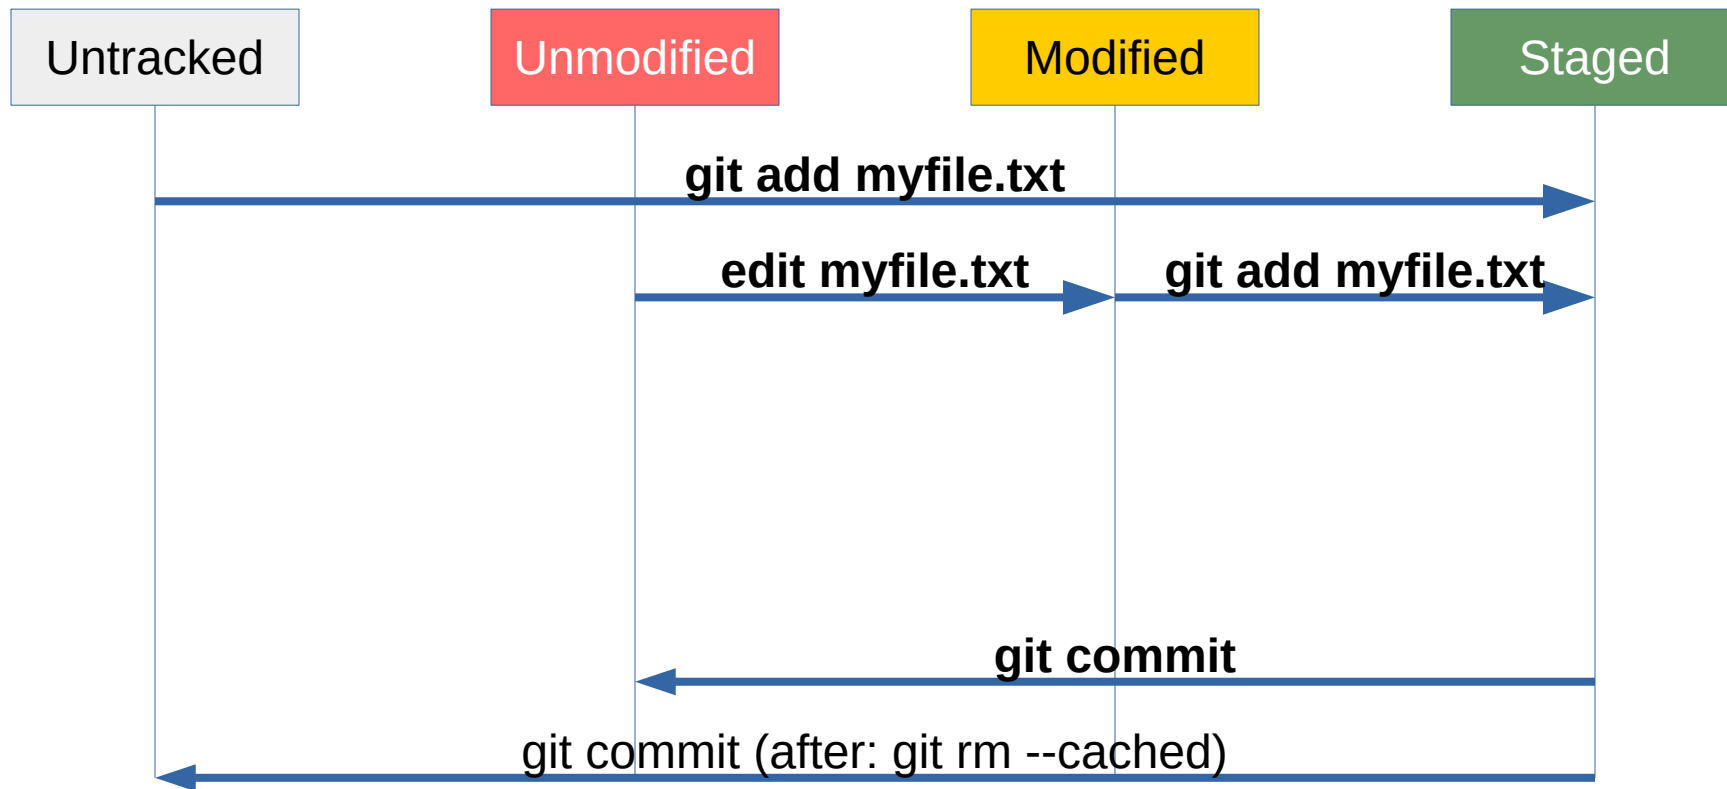 Untracked
Unmodified
Modified
Staged
git add myfile.txt
edit myfile.txt
git add myfile.txt
git commit
git commit (after: git rm --cached)